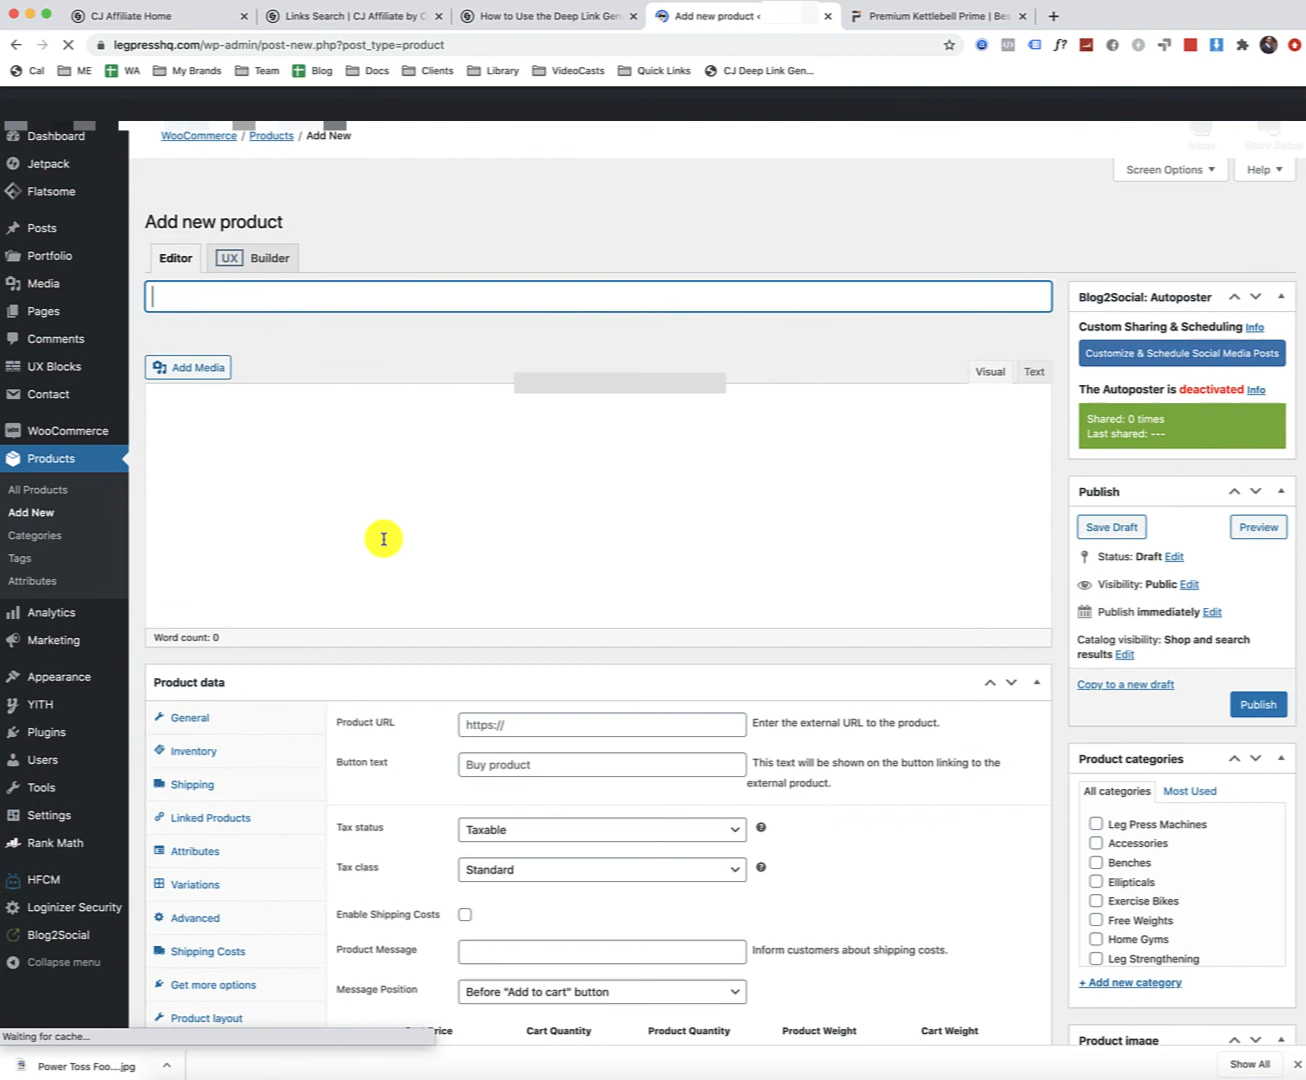 CJ Affiliate Home
Links Search | CJ Affiliate by C
How to Use the Deep Link Gen
Add new product ‹
Premium Kettlebell Prime | Bes
legpresshq.com/wp-admin/post-new.php?post_type=product
f?
Cal
ME
WA
My Brands
Team
Blog
Docs
Clients
Library
VideoCasts
Quick Links
CJ Deep Link Gen...
Dashboard
Jetpack
Flatsome
Posts
Portfolio
Media
Pages
Comments
UX Blocks
Contact
WooCommerce
Products
All Products
Add New
Categories
Tags
Attributes
Analytics
Marketing
Appearance
YITH
Plugins
Users
Tools
Settings
Rank Math
HFCM
Loginizer Security
Blog2Social
Collapse menu
WooCommerce / Products / Add New
Inbox
Store Setup
Screen Options
Help
Add new product
Editor
UX Builder
Add Media
Visual
Text
Word count: 0
Product data
General
Inventory
Shipping
Linked Products
Attributes
Variations
Advanced
Shipping Costs
Get more options
Product layout
Product URL
https://
Enter the external URL to the product.
Button text
Buy product
This text will be shown on the button linking to the
external product.
Tax status
Taxable
Tax class
Standard
Enable Shipping Costs
Product Message
Inform customers about shipping costs.
Message Position
Before "Add to cart" button
Cart Quantity
Product Quantity
Product Weight
Cart Weight
Blog2Social: Autoposter
Custom Sharing & Scheduling Info
Customize & Schedule Social Media Posts
The Autoposter is deactivated Info
Shared: 0 times
Last shared: ---
Publish
Save Draft
Preview
Status: Draft Edit
Visibility: Public Edit
Publish immediately Edit
Catalog visibility: Shop and search
results Edit
Copy to a new draft
Publish
Product categories
All categories
Most Used
Leg Press Machines
Accessories
Benches
Ellipticals
Exercise Bikes
Free Weights
Home Gyms
Leg Strengthening
+ Add new category
Product image
Waiting for cache...
Power Toss Foo....jpg
Show All